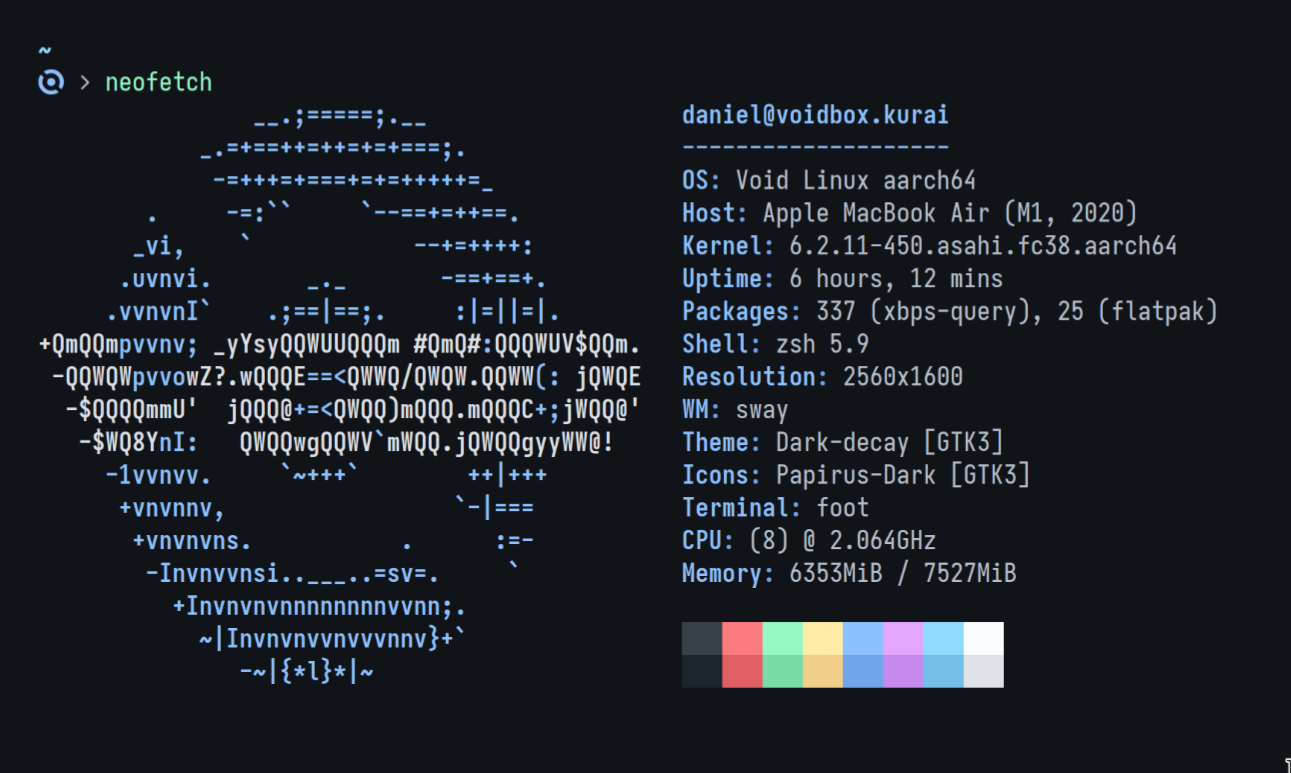 ~
> neofetch
__.;=====;.__
_.=+==++=++=+=+===;.
-=+++=+===+=+=+++++=_
.     -=:``     `--==+=++==.
_vi,    `            --+=++++:
.uvnvi.       _._       -==+==+.
.vvnvnI`    .;==|==;.     :|=||=|.
+QmQQmpvvnv; _yYsyQQWUUQQQm #QmQ#:QQQWUV$QQm.
-QQWQWpvvowZ?.wQQQE==<QWWQ/QWQW.QQWW(: jQWQE
-$QQQQmmU'  jQQQ@+=<QWQQ)mQQQ.mQQQC+;jWQQ@'
-$WQ8YnI:   QWQQwgQQWV`mWQQ.jQWQQgyyWW@!
-1vvnvv.     `~+++`        ++|+++
+vnvnnv,                 `-|===
+vnvnvns.           .      :=-
-Invnvvnsi..___..=sv=.     `
+Invnvnvnnnnnnnnvvnn;.
~|Invnvnvvnvvvnnv}+`
-~|{*l}*|~
daniel@voidbox.kurai
--------------------
OS: Void Linux aarch64
Host: Apple MacBook Air (M1, 2020)
Kernel: 6.2.11-450.asahi.fc38.aarch64
Uptime: 6 hours, 12 mins
Packages: 337 (xbps-query), 25 (flatpak)
Shell: zsh 5.9
Resolution: 2560x1600
WM: sway
Theme: Dark-decay [GTK3]
Icons: Papirus-Dark [GTK3]
Terminal: foot
CPU: (8) @ 2.064GHz
Memory: 6353MiB / 7527MiB